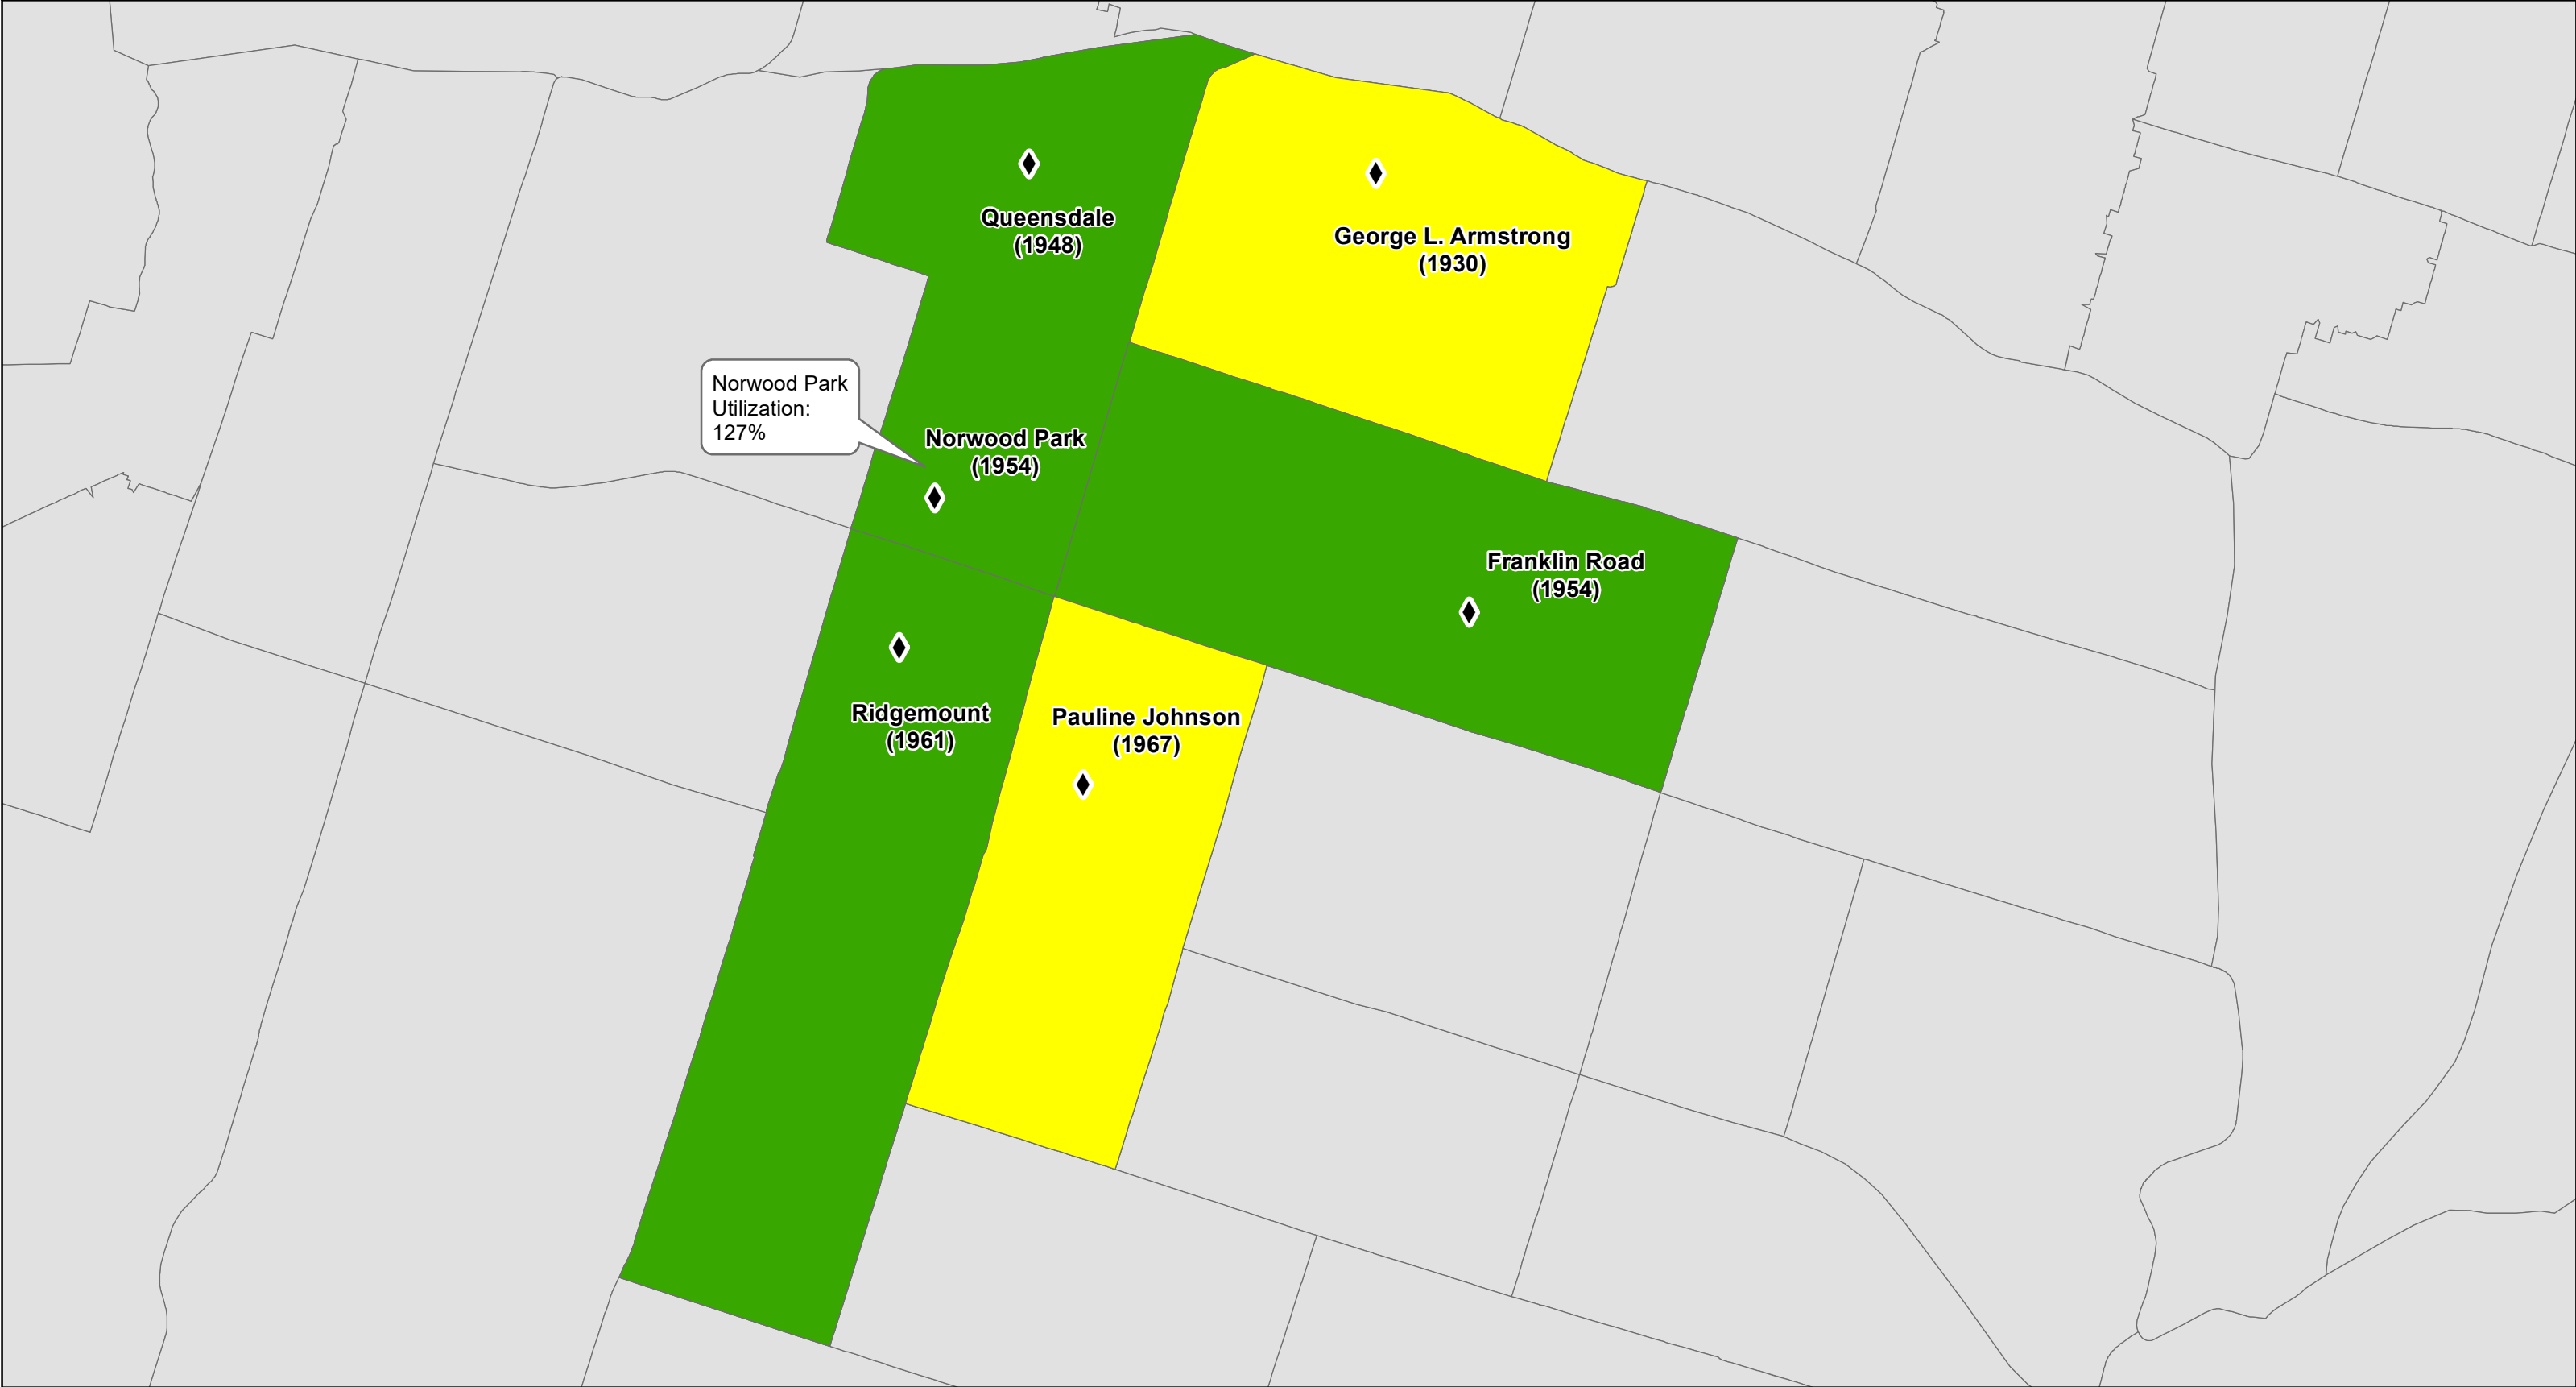 Queensdale
(1948)
George L. Armstrong
(1930)
Norwood Park
Utilization:
127%
Norwood Park
(1954)
Franklin Road
(1954)
Ridgemount
(1961)
Pauline Johnson
(1967)